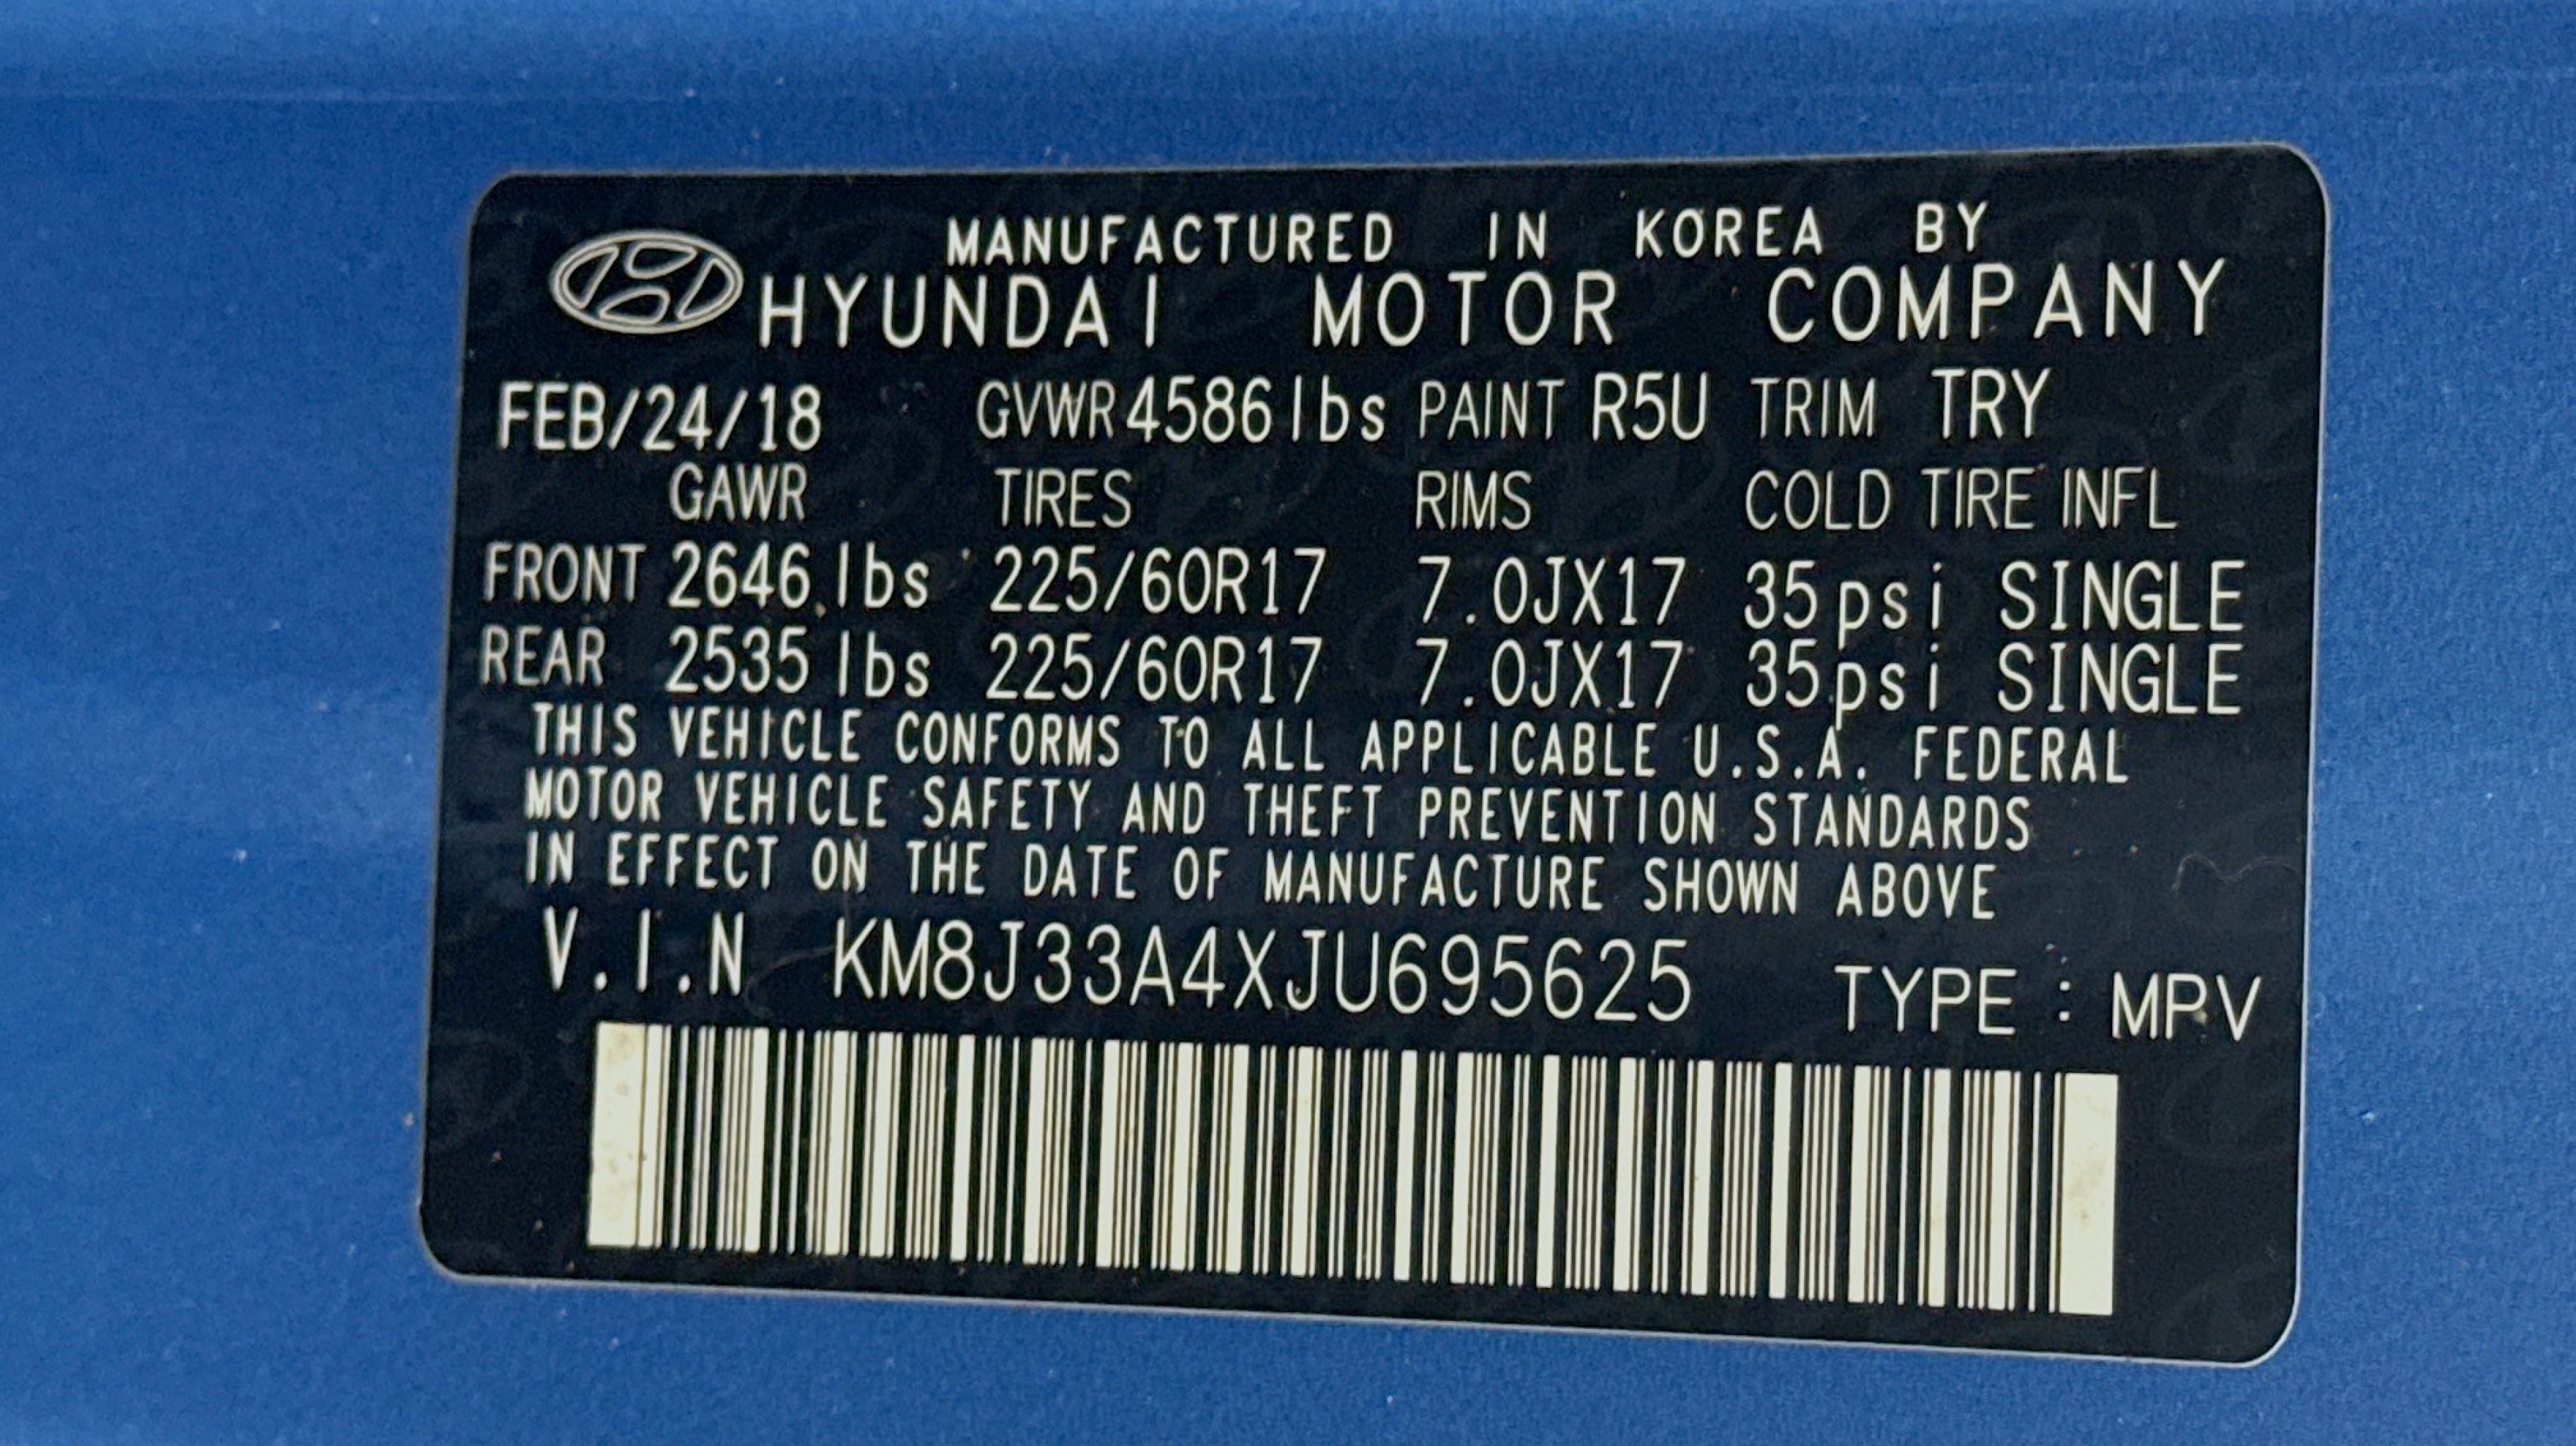 MANUFACTURED IN KOREA BY
HYUNDAI MOTOR COMPANY
FEB/24/18 GVWR 4586lbs PAINT R5U TRIM TRY
GAWR TIRES RIMS COLD TIRE INFL
FRONT 2646 lbs 225/60R17 7.0JX17 35psi SINGLE
REAR 2535 lbs 225/60R17 7.0JX17 35psi SINGLE
THIS VEHICLE CONFORMS TO ALL APPLICABLE U.S.A. FEDERAL
MOTOR VEHICLE SAFETY AND THEFT PREVENTION STANDARDS
IN EFFECT ON THE DATE OF MANUFACTURE SHOWN ABOVE
V.I.N KM8J33A4XJU695625 TYPE : MPV